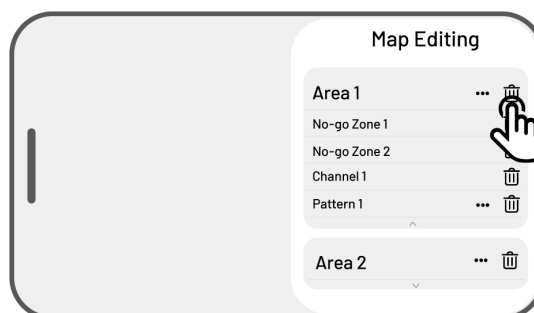 Map Editing
Area 1
No-go Zone 1
No-go Zone 2
Channel 1
Pattern 1
Area 2